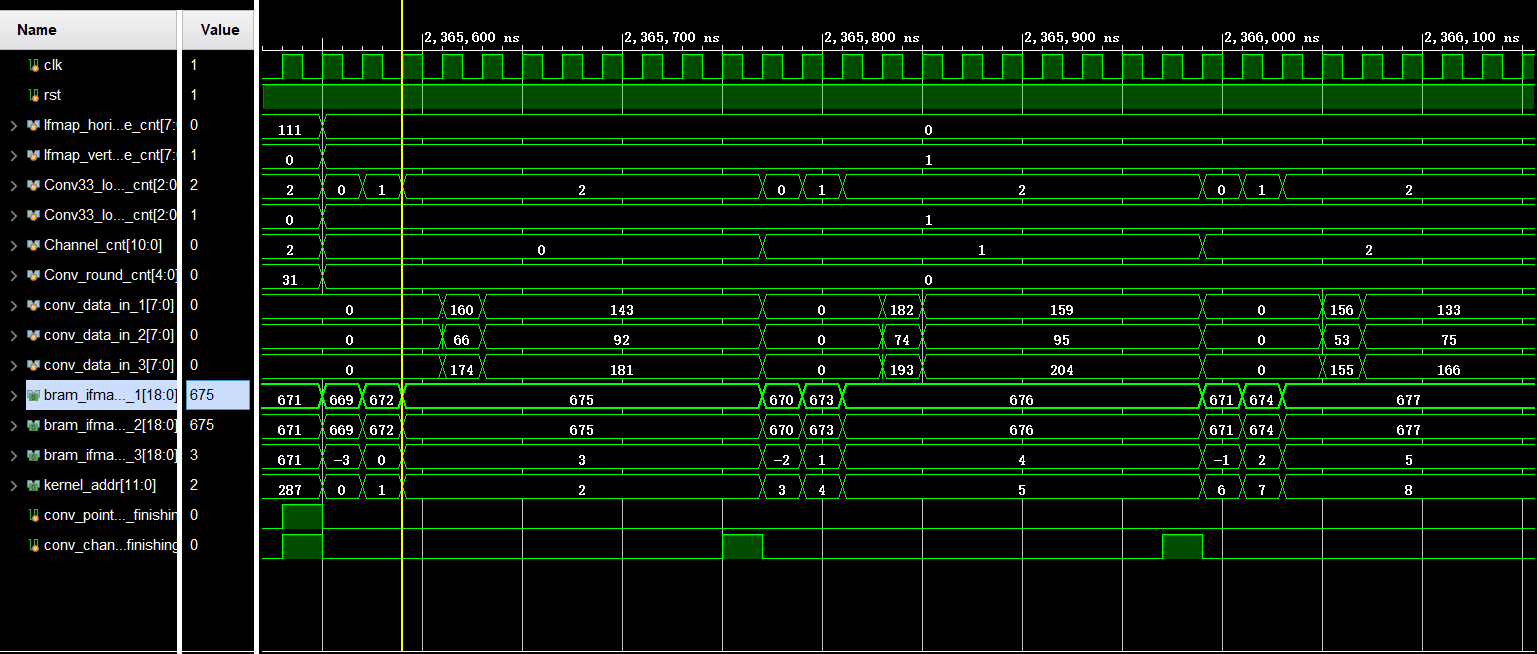 Name Value 2,365,600 ns 2,365,700 ns 2,365,800 ns 2,365,900 ns 2,366,000 ns 2,366,100 ns
clk 1
rst 1
Ifmap_hori...e_cnt[7: 0 111 0
Ifmap_vert...e_cnt[7: 1 0 1
Conv33_lo..._cnt[2:0 2 2 0 1 2 0 1 2 0 1 2
Conv33_lo..._cnt[2:0 1 0 1
Channel_cnt[10:0] 0 2 0 1 2
Conv_round_cnt[4:0] 0 31 0
conv_data_in_1[7:0] 0 0 160 143 0 182 159 0 156 133
conv_data_in_2[7:0] 0 0 66 92 0 74 95 0 53 75
conv_data_in_3[7:0] 0 0 174 181 0 193 204 0 155 166
bram_ifma..._1[18:0] 675 671 669 672 675 670 673 676 671 674 677
bram_ifma..._2[18:0] 675 671 669 672 675 670 673 676 671 674 677
bram_ifma..._3[18:0] 3 671 -3 0 3 -2 1 4 -1 2 5
kernel_addr[11:0] 2 287 0 1 2 3 4 5 6 7 8
conv_point..._finishin 0
conv_chan...finishing 0